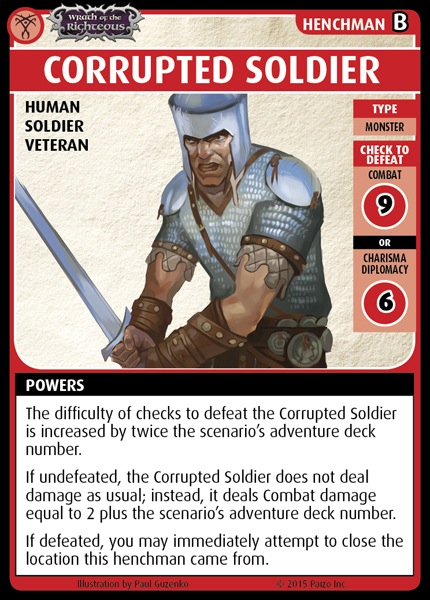 Wrath of the
Righteous
HENCHMAN B
CORRUPTED SOLDIER
HUMAN
SOLDIER
VETERAN
TYPE
MONSTER
CHECK TO
DEFEAT
COMBAT
9
OR
CHARISMA
DIPLOMACY
6
POWERS
The difficulty of checks to defeat the Corrupted Soldier
is increased by twice the scenario’s adventure deck
number.
If undefeated, the Corrupted Soldier does not deal
damage as usual; instead, it deals Combat damage
equal to 2 plus the scenario’s adventure deck number.
If defeated, you may immediately attempt to close the
location this henchman came from.
Illustration by Paul Guzenko
© 2015 Paizo Inc.